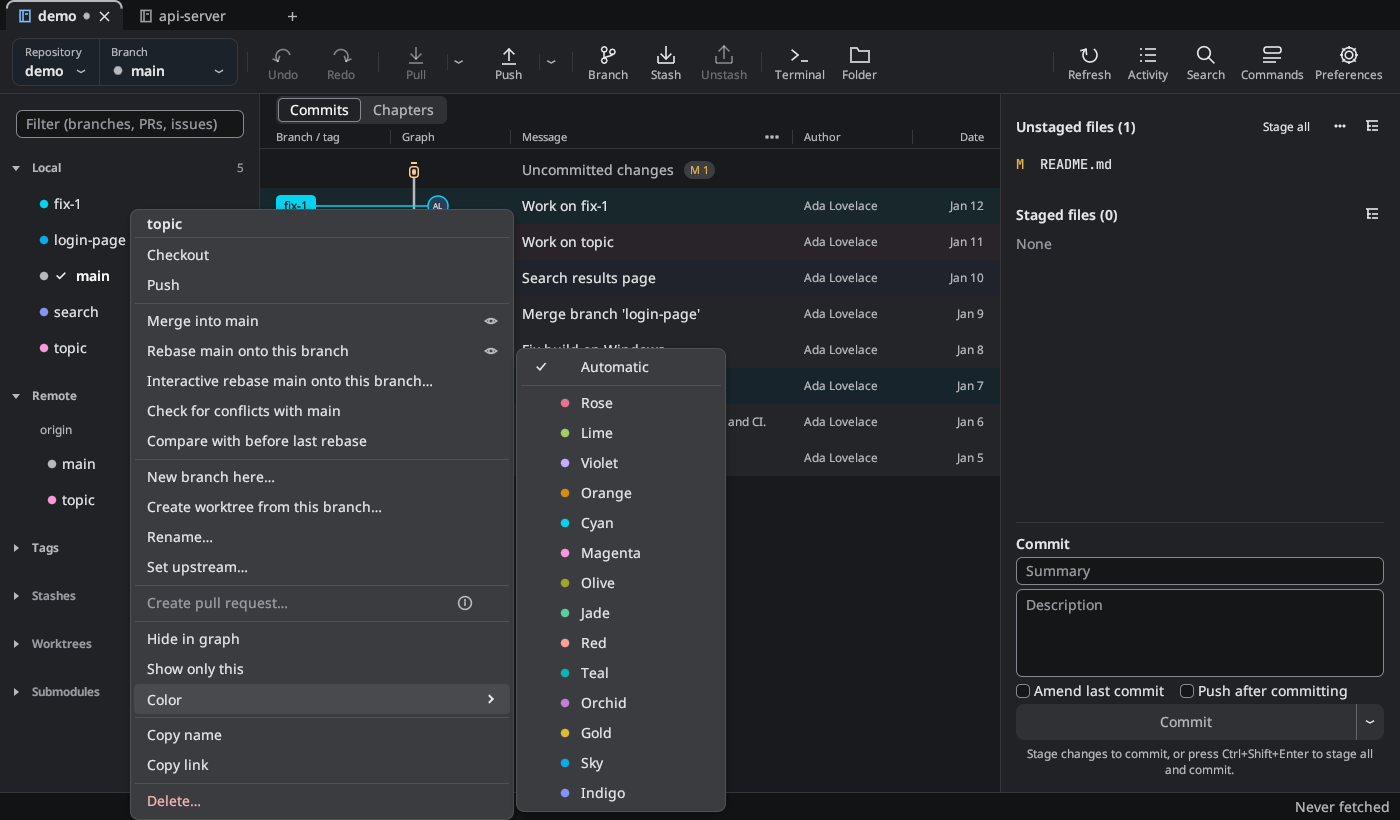 demo
api-server
Repository
demo
Branch
main
Undo
Redo
Pull
Push
Branch
Stash
Unstash
Terminal
Folder
Refresh
Activity
Search
Commands
Preferences
Filter (branches, PRs, issues)
Local 5
fix-1
login-page
main
search
topic
Remote
origin
main
topic
Tags
Stashes
Worktrees
Submodules
Commits
Chapters
Branch / tag
Graph
Message
Author
Date
Uncommitted changes M 1
fix-1 AL Work on fix-1 Ada Lovelace Jan 12
Work on topic Ada Lovelace Jan 11
Search results page Ada Lovelace Jan 10
Merge branch 'login-page' Ada Lovelace Jan 9
Fix build on Windows Ada Lovelace Jan 8
Ada Lovelace Jan 7
and CI. Ada Lovelace Jan 6
Ada Lovelace Jan 5
topic
Checkout
Push
Merge into main
Rebase main onto this branch
Interactive rebase main onto this branch...
Check for conflicts with main
Compare with before last rebase
New branch here...
Create worktree from this branch...
Rename...
Set upstream...
Create pull request...
Hide in graph
Show only this
Color
Copy name
Copy link
Delete...
Automatic
Rose
Lime
Violet
Orange
Cyan
Magenta
Olive
Jade
Red
Teal
Orchid
Gold
Sky
Indigo
Unstaged files (1)
Stage all
M README.md
Staged files (0)
None
Commit
Summary
Description
Amend last commit
Push after committing
Commit
Stage changes to commit, or press Ctrl+Shift+Enter to stage all
and commit.
Never fetched